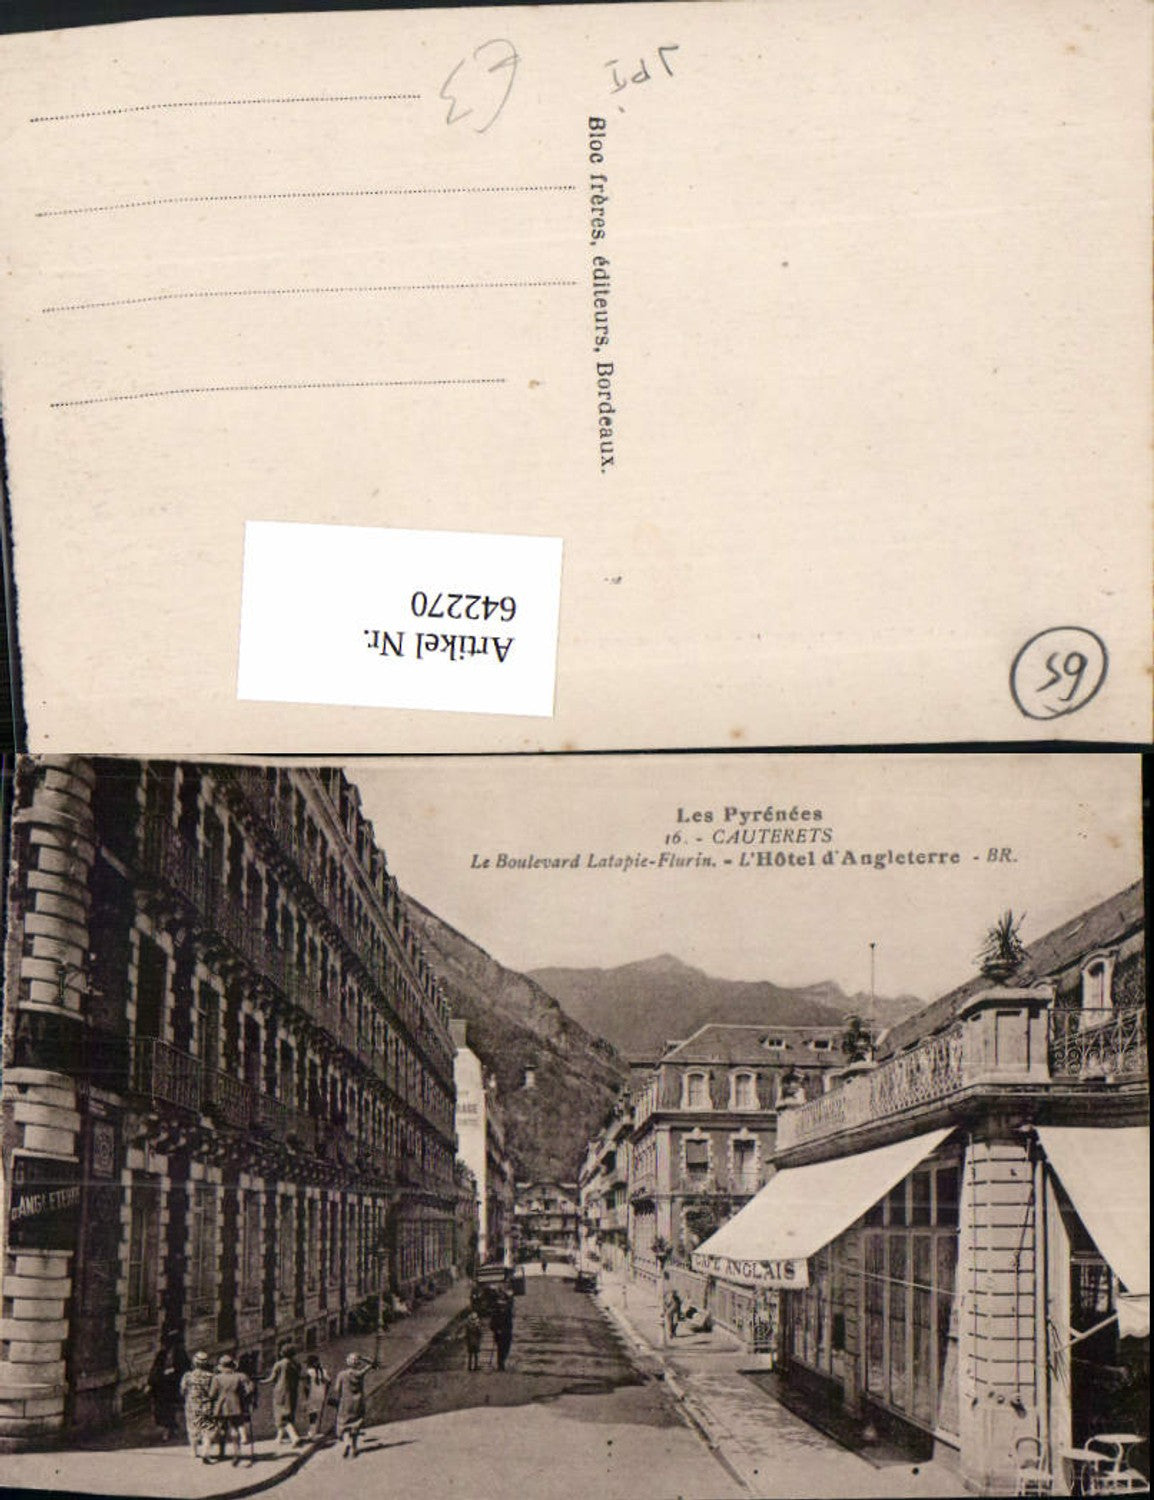 Bloc frères, éditeurs, Bordeaux.
Artikel Nr.
642270
65
Les Pyrénées
16. - CAUTERETS
Le Boulevard Latapie-Flurin. - L'Hôtel d'Angleterre - BR.
D'ANGLETERRE
CAFÉ ANGLAIS